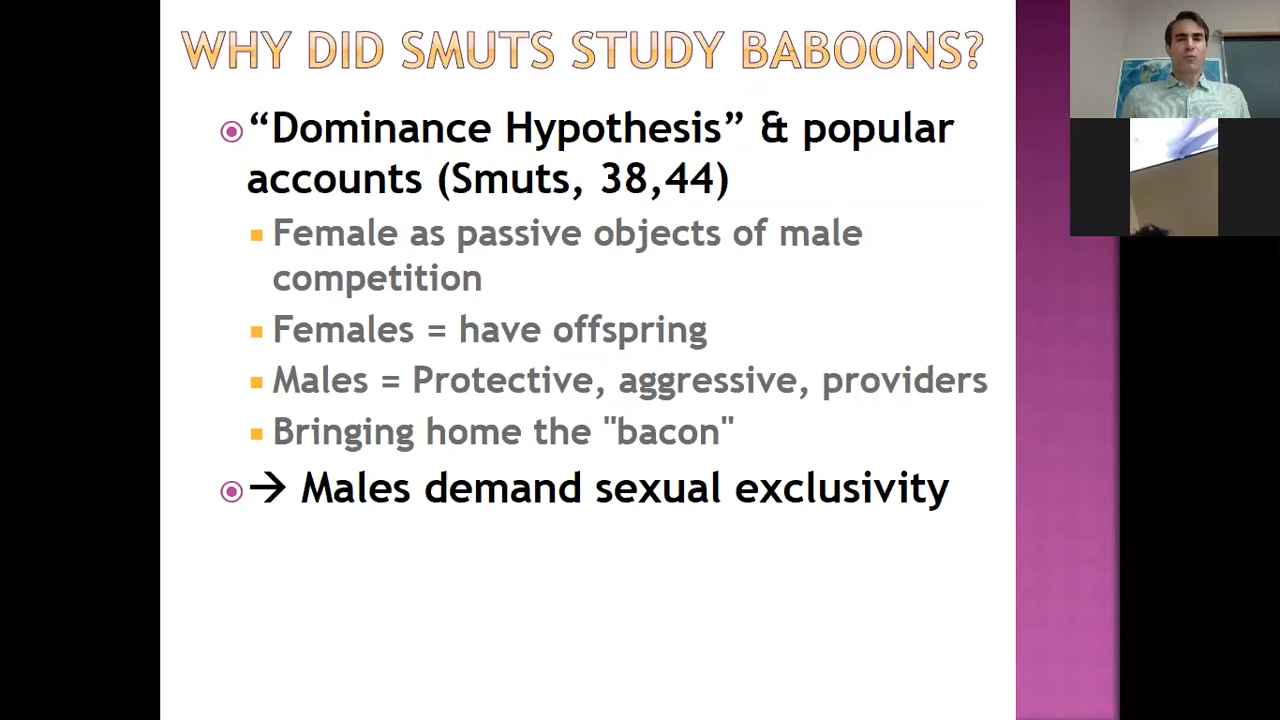 WHY DID SMUTS STUDY BABOONS?
“Dominance Hypothesis” & popular
accounts (Smuts, 38,44)
Female as passive objects of male
competition
Females = have offspring
Males = Protective, aggressive, providers
Bringing home the "bacon"
→ Males demand sexual exclusivity